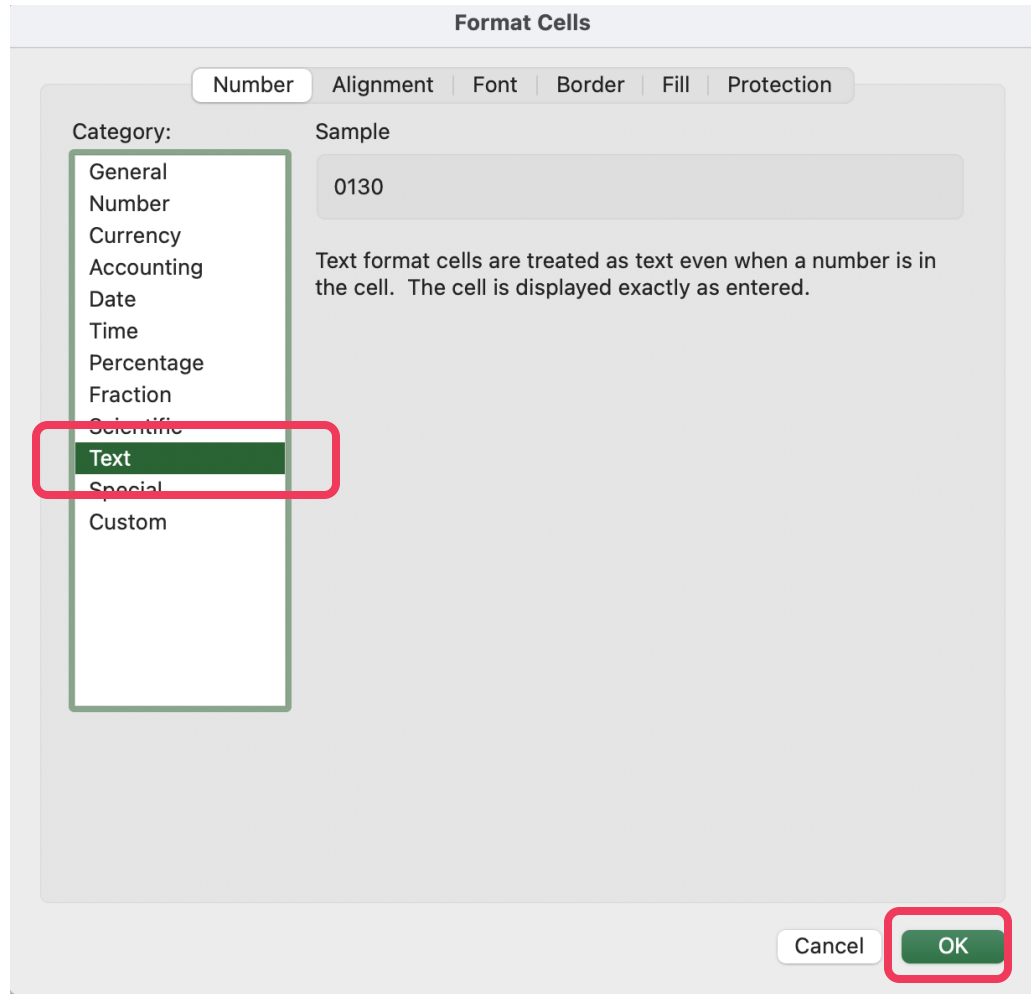 Format Cells
Number Alignment Font Border Fill Protection
Category:
Sample
General
Number
Currency
Accounting
Date
Time
Percentage
Fraction
Scientific
Text
Special
Custom
0130
Text format cells are treated as text even when a number is in
the cell.  The cell is displayed exactly as entered.
Cancel
OK